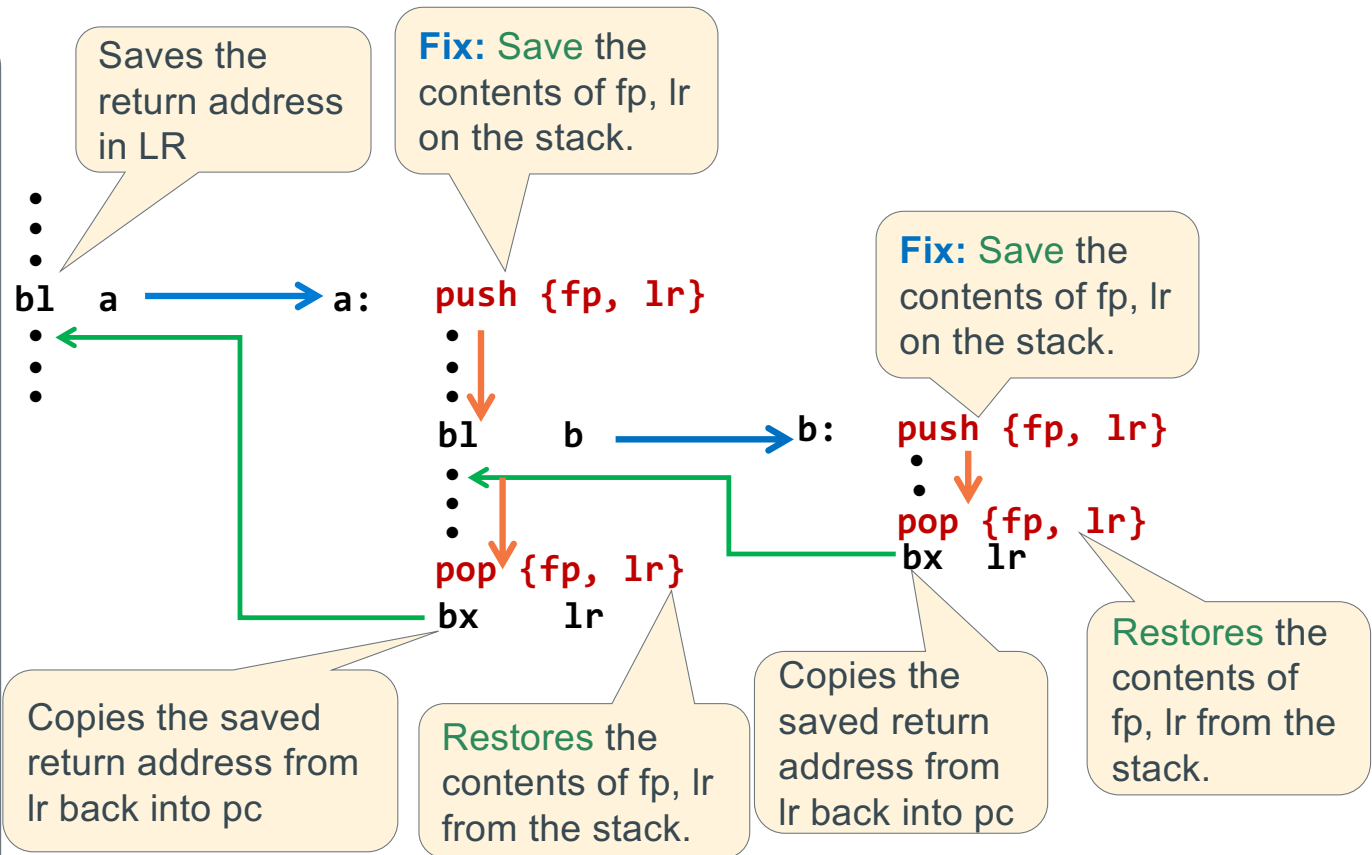 Saves the
return address
in LR
Fix: Save the
contents of fp, lr
on the stack.
Fix: Save the
contents of fp, lr
on the stack.
bl a
a: push {fp, lr}
bl b
b: push {fp, lr}
pop {fp, lr}
bx lr
pop {fp, lr}
bx lr
Copies the saved
return address from
lr back into pc
Restores the
contents of fp, lr
from the stack.
Copies the
saved return
address from
lr back into pc
Restores the
contents of
fp, lr from the
stack.